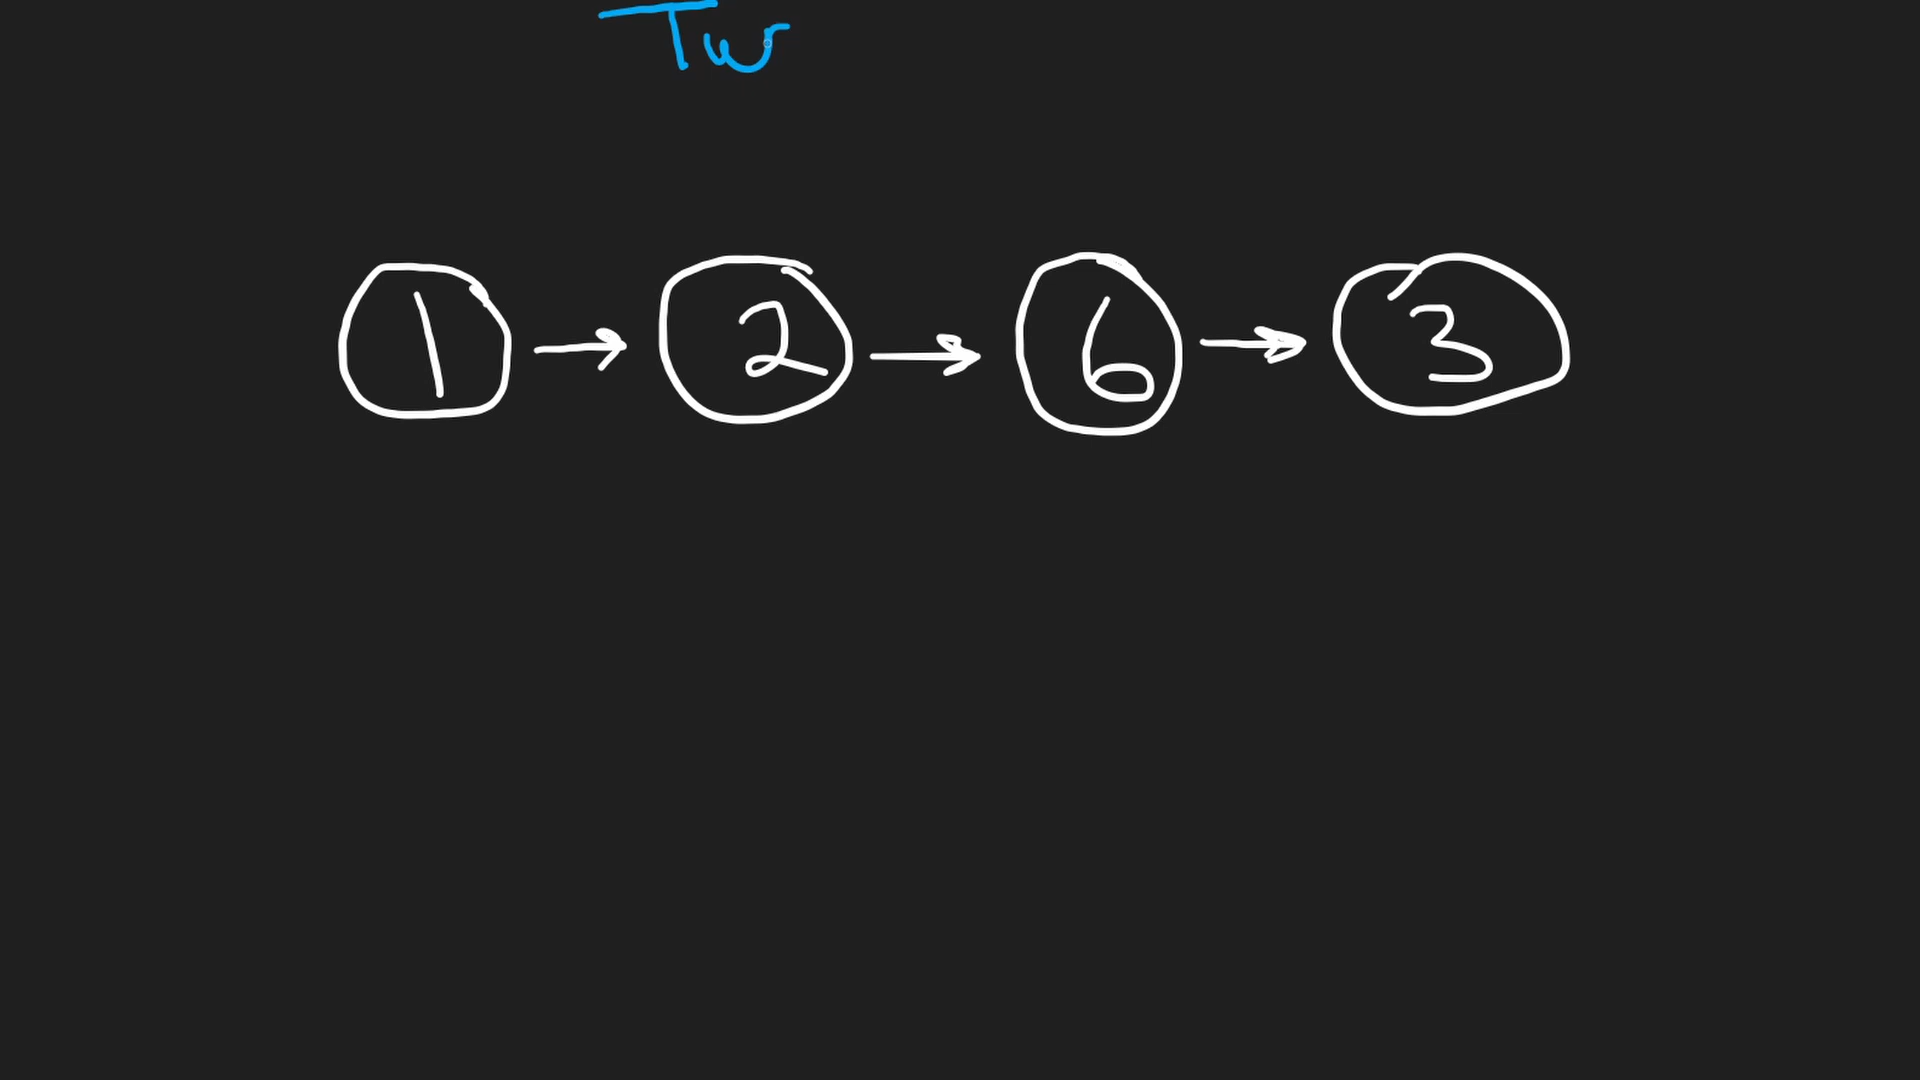 Tw
1 → 2 → 6 → 3